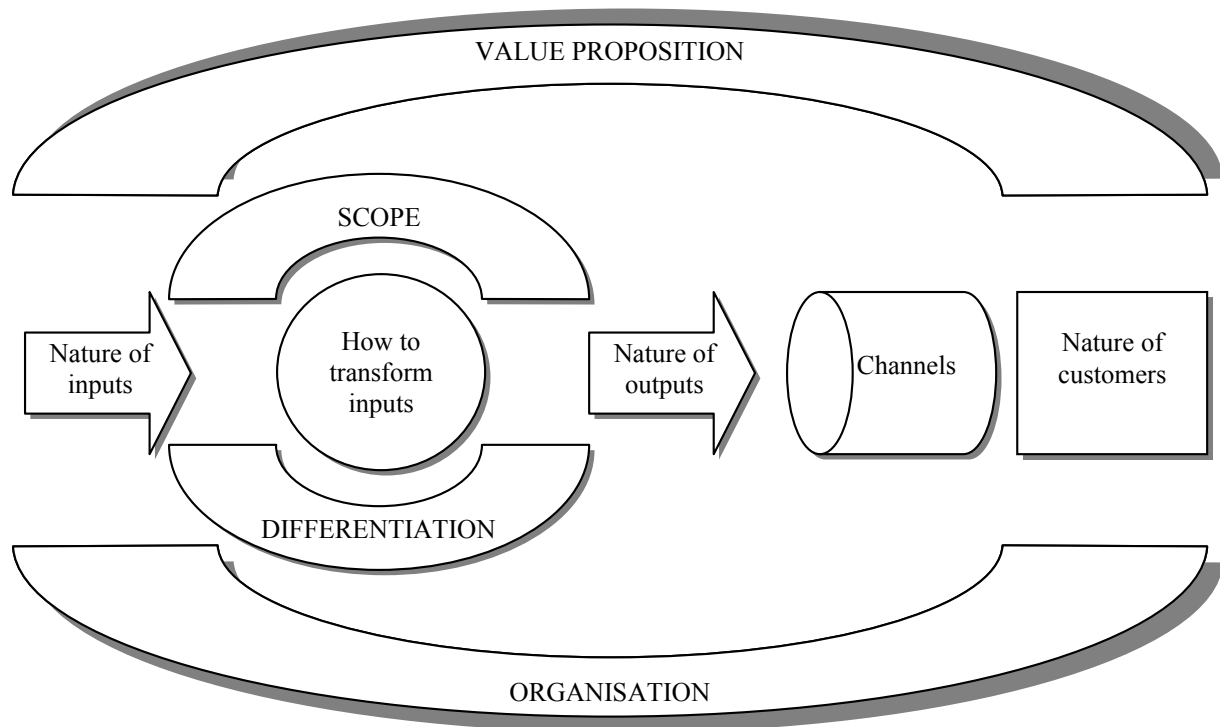 VALUE PROPOSITION
SCOPE
Nature of
inputs
How to
transform
inputs
Nature of
outputs
Channels
Nature of
customers
DIFFERENTIATION
ORGANISATION